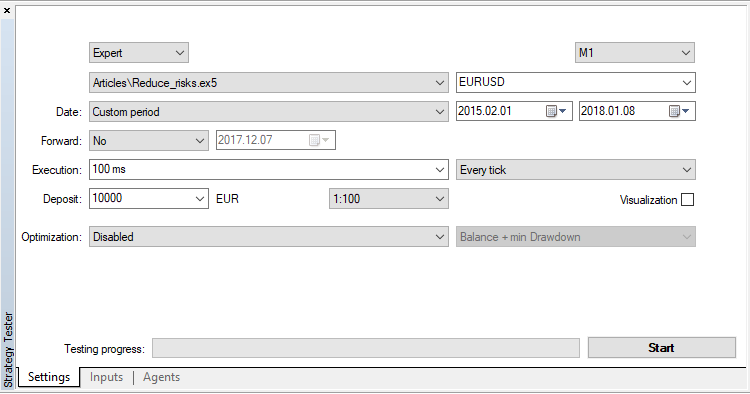 Expert M1
Articles\Reduce_risks.ex5 EURUSD
Date: Custom period 2015.02.01 2018.01.08
Forward: No 2017.12.07
Execution: 100 ms Every tick
Deposit: 10000 EUR 1:100 Visualization
Optimization: Disabled Balance + min Drawdown
Testing progress: Start
Settings Inputs Agents
Strategy Tester